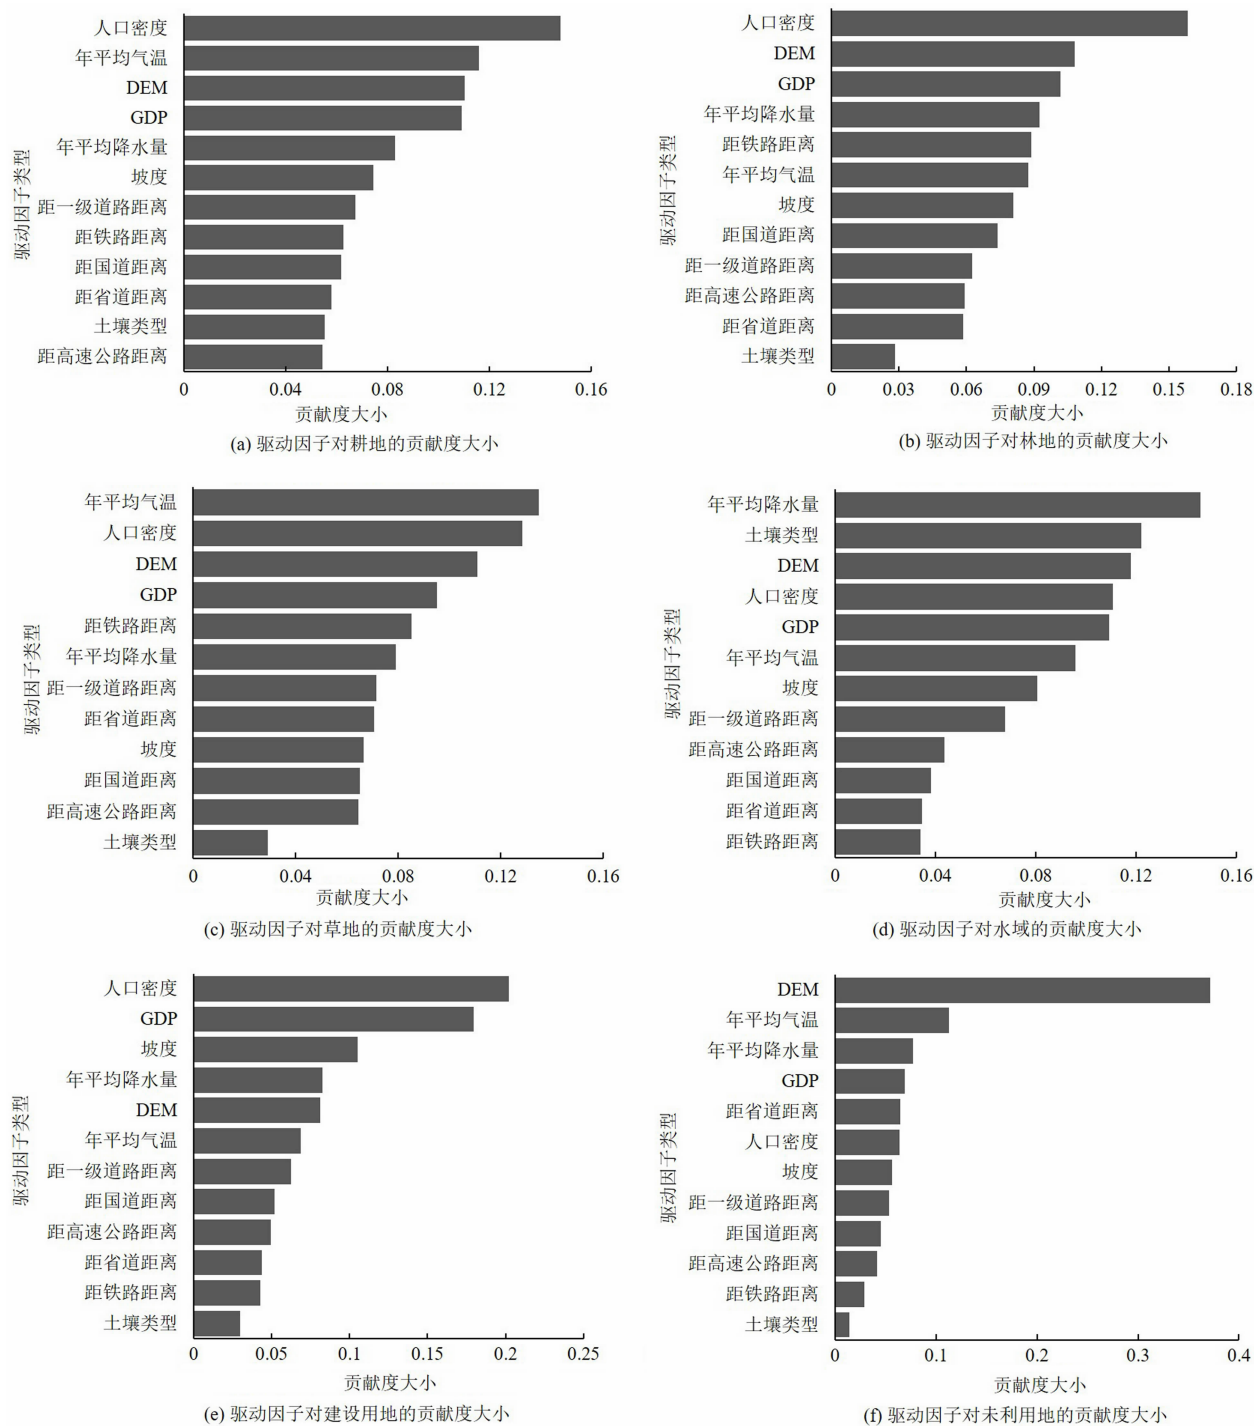 人口密度
年平均气温
DEM
GDP
年平均降水量
坡度
距一级道路距离
距铁路距离
距国道距离
距省道距离
土壤类型
距高速公路距离
驱动因子类型
0 0.04 0.08 0.12 0.16
贡献度大小
(a) 驱动因子对耕地的贡献度大小
人口密度
DEM
GDP
年平均降水量
距铁路距离
年平均气温
坡度
距国道距离
距一级道路距离
距高速公路距离
距省道距离
土壤类型
驱动因子类型
0 0.03 0.06 0.09 0.12 0.15 0.18
贡献度大小
(b) 驱动因子对林地的贡献度大小
年平均气温
人口密度
DEM
GDP
距铁路距离
年平均降水量
距一级道路距离
距省道距离
坡度
距国道距离
距高速公路距离
土壤类型
驱动因子类型
0 0.04 0.08 0.12 0.16
贡献度大小
(c) 驱动因子对草地的贡献度大小
年平均降水量
土壤类型
DEM
人口密度
GDP
年平均气温
坡度
距一级道路距离
距高速公路距离
距国道距离
距省道距离
距铁路距离
驱动因子类型
0 0.04 0.08 0.12 0.16
贡献度大小
(d) 驱动因子对水域的贡献度大小
人口密度
GDP
坡度
年平均降水量
DEM
年平均气温
距一级道路距离
距国道距离
距高速公路距离
距省道距离
距铁路距离
土壤类型
驱动因子类型
0 0.05 0.1 0.15 0.2 0.25
贡献度大小
(e) 驱动因子对建设用地的贡献度大小
DEM
年平均气温
年平均降水量
GDP
距省道距离
人口密度
坡度
距一级道路距离
距国道距离
距高速公路距离
距铁路距离
土壤类型
驱动因子类型
0 0.1 0.2 0.3 0.4
贡献度大小
(f) 驱动因子对未利用地的贡献度大小